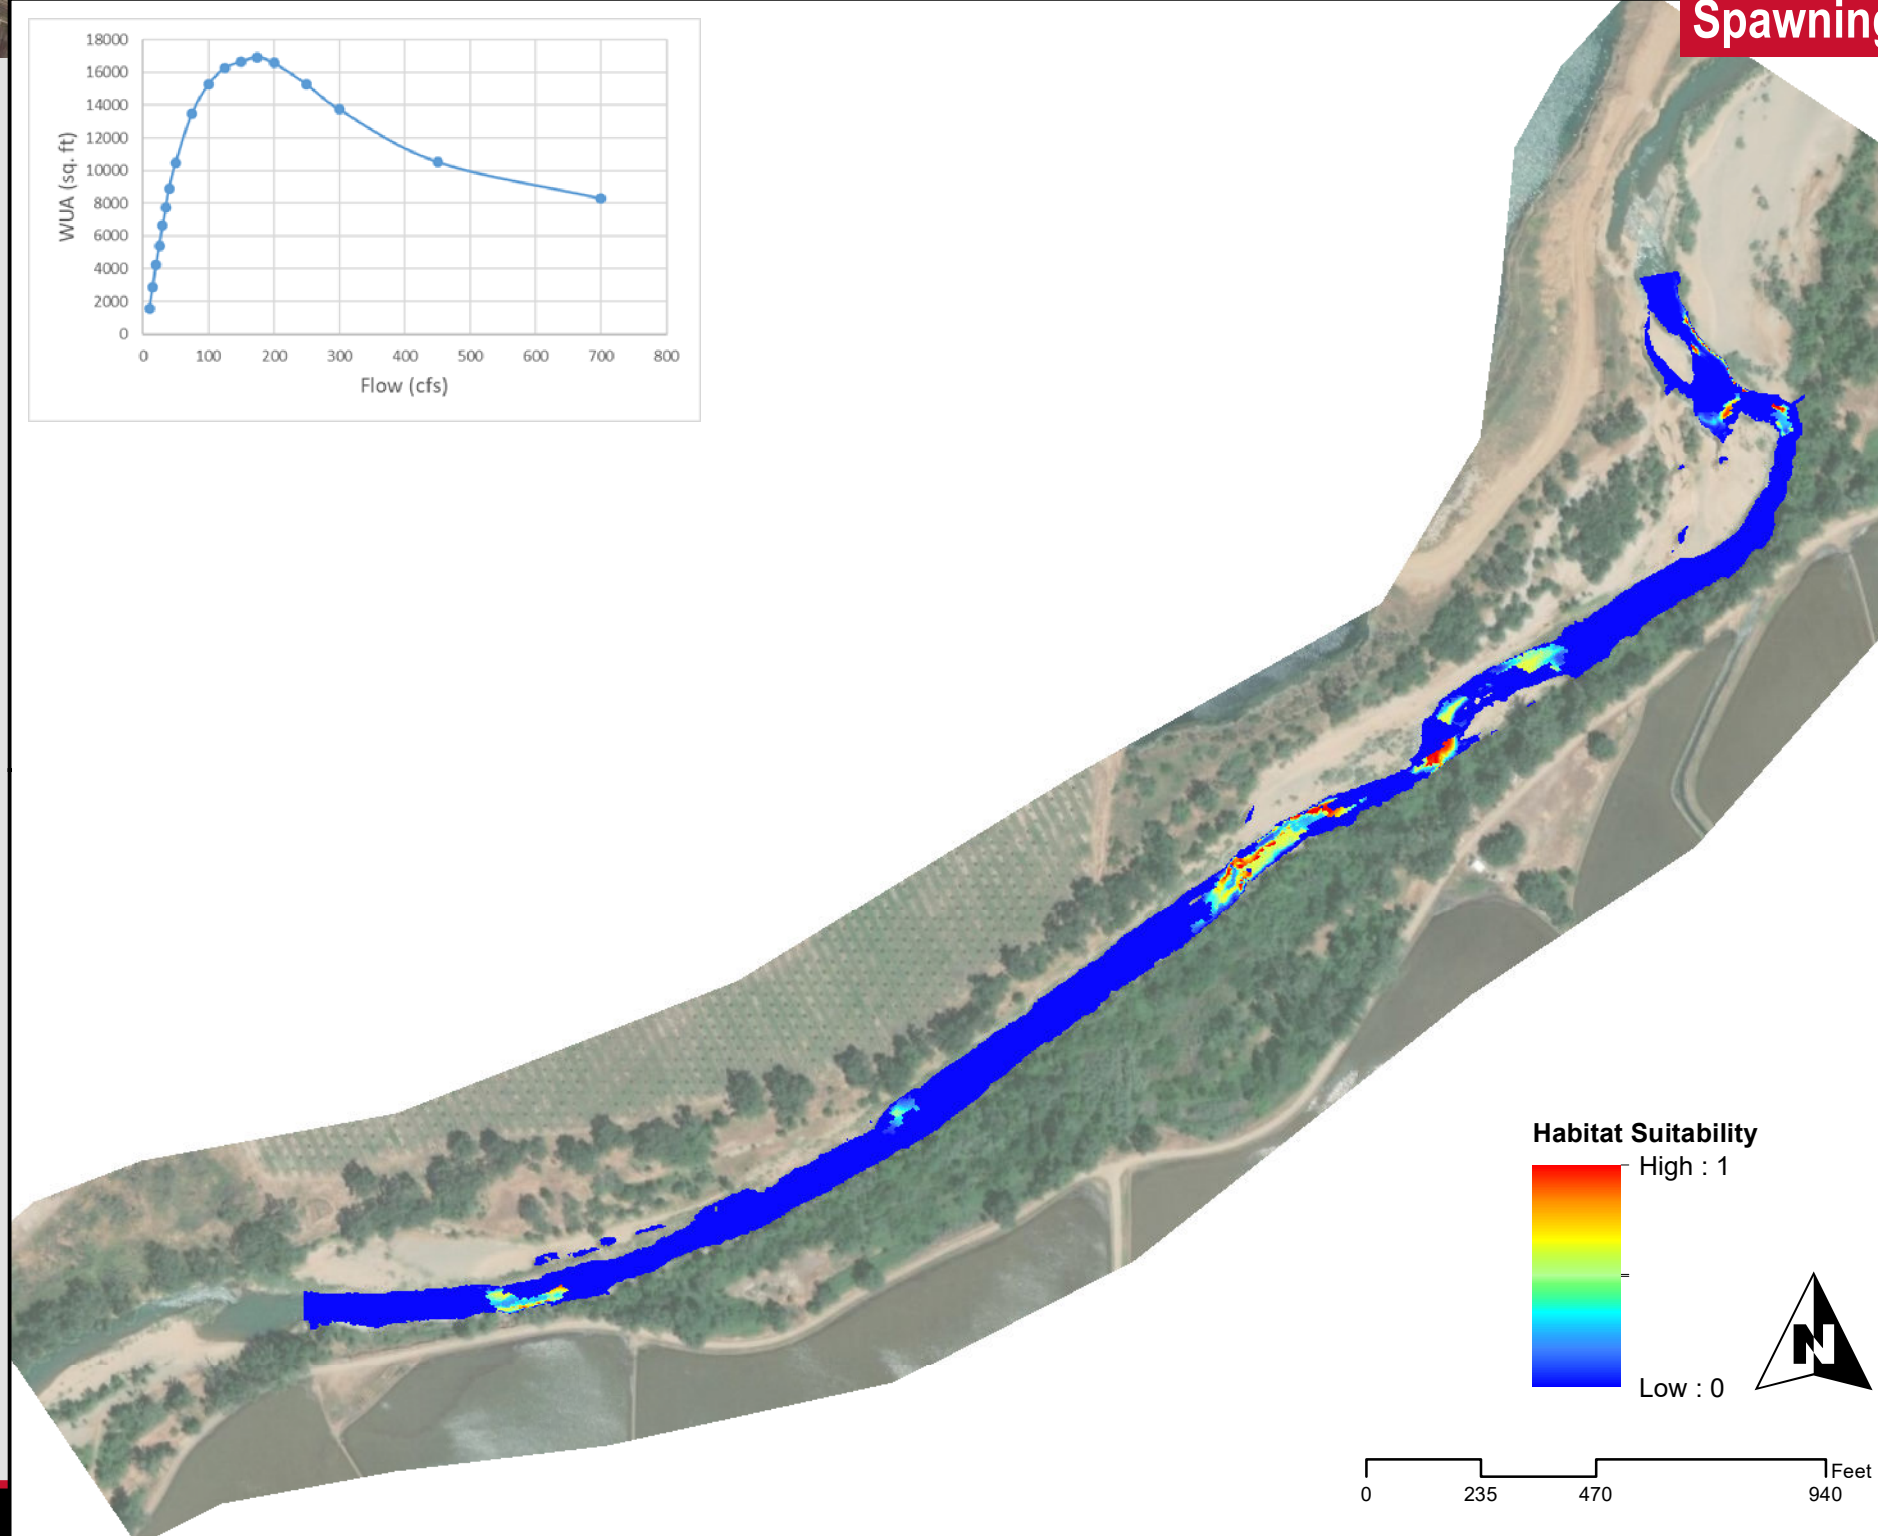 Spawning
18000
16000
14000
12000
10000
8000
6000
4000
2000
0
WUA (sq. ft)
0 100 200 300 400 500 600 700 800
Flow (cfs)
Habitat Suitability
High : 1
Low : 0
N
Feet
0 235 470 940